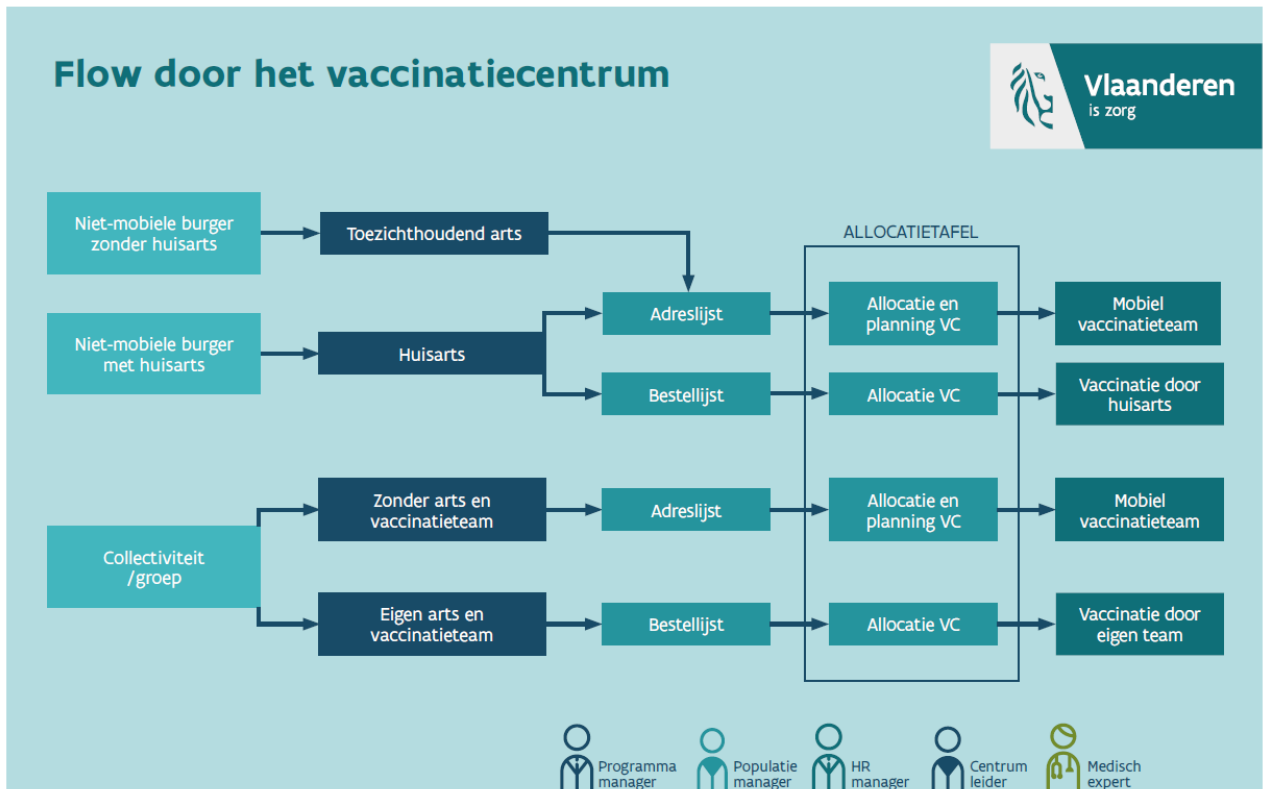 Flow door het vaccinatiecentrum
Vlaanderen
is zorg
Niet-mobiele burger
zonder huisarts
Toezichthoudend arts
ALLOCATIETAFEL
Adreslijst
Allocatie en
planning VC
Mobiel
vaccinatieteam
Niet-mobiele burger
met huisarts
Huisarts
Bestellijst
Allocatie VC
Vaccinatie door
huisarts
Collectiviteit
/groep
Zonder arts en
vaccinatieteam
Adreslijst
Allocatie en
planning VC
Mobiel
vaccinatieteam
Eigen arts en
vaccinatieteam
Bestellijst
Allocatie VC
Vaccinatie door
eigen team
Programma
manager
Populatie
manager
HR
manager
Centrum
leider
Medisch
expert